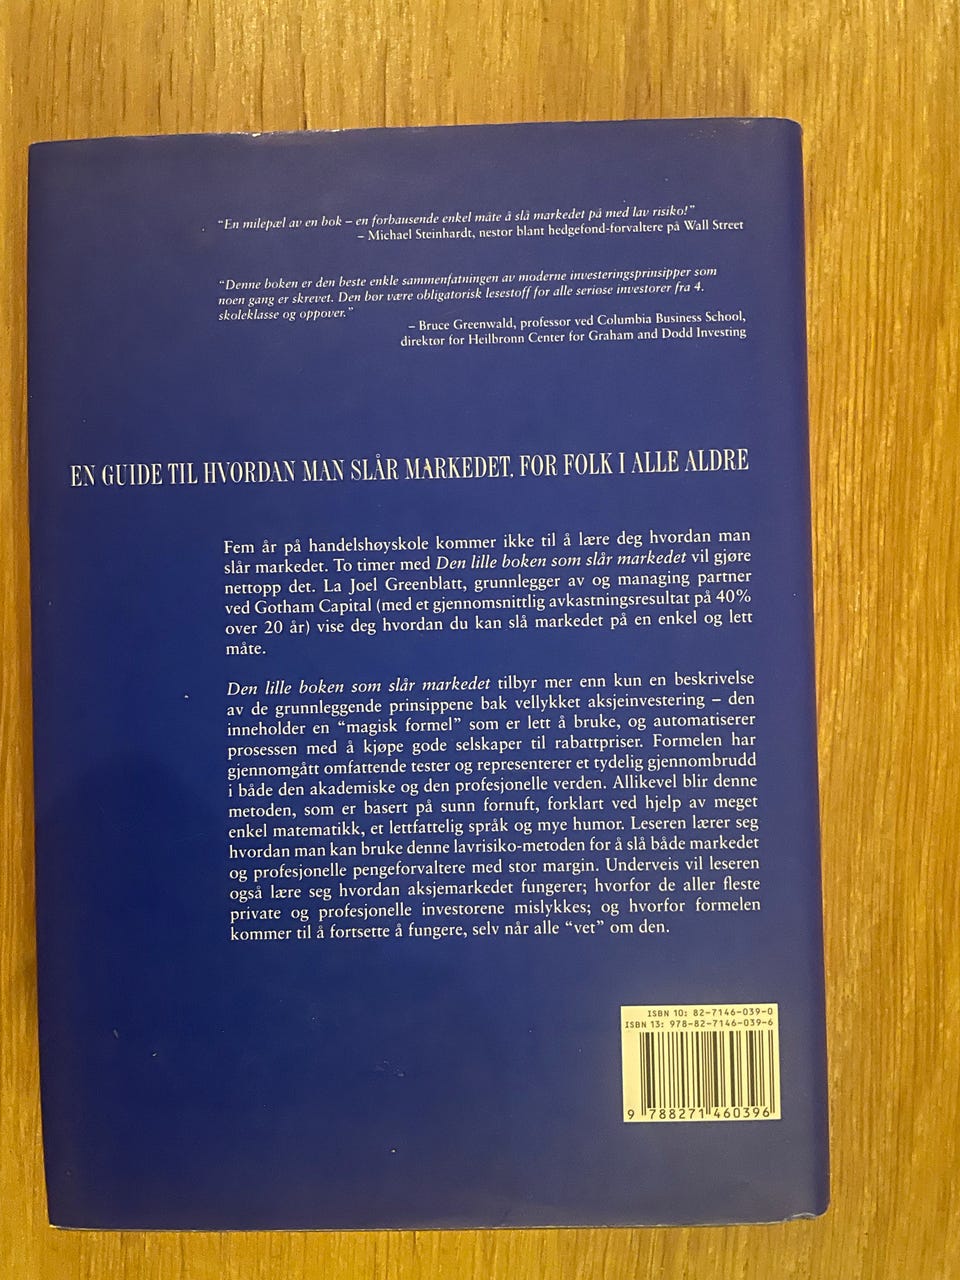 “En milepæl av en bok – en forbausende enkel måte å slå markedet på med lav risiko!”
– Michael Steinhardt, nestor blant hedgefond-forvaltere på Wall Street
“Denne boken er den beste enkle sammenfatningen av moderne investeringsprinsipper som
noen gang er skrevet. Den bør være obligatorisk lesestoff for alle seriøse investorer fra 4.
skoleklasse og oppover.”
– Bruce Greenwald, professor ved Columbia Business School,
direktør for Heilbronn Center for Graham and Dodd Investing
EN GUIDE TIL HVORDAN MAN SLÅR MARKEDET, FOR FOLK I ALLE ALDRE
Fem år på handelshøyskole kommer ikke til å lære deg hvordan man
slår markedet. To timer med Den lille boken som slår markedet vil gjøre
nettopp det. La Joel Greenblatt, grunnlegger av og managing partner
ved Gotham Capital (med et gjennomsnittlig avkastningsresultat på 40%
over 20 år) vise deg hvordan du kan slå markedet på en enkel og lett
måte.
Den lille boken som slår markedet tilbyr mer enn kun en beskrivelse
av de grunnleggende prinsippene bak vellykket aksjeinvestering – den
inneholder en “magisk formel” som er lett å bruke, og automatiserer
prosessen med å kjøpe gode selskaper til rabattpriser. Formelen har
gjennomgått omfattende tester og representerer et tydelig gjennombrudd
i både den akademiske og den profesjonelle verden. Allikevel blir denne
metoden, som er basert på sunn fornuft, forklart ved hjelp av meget
enkel matematikk, et lettfattelig språk og mye humor. Leseren lærer seg
hvordan man kan bruke denne lavrisiko-metoden for å slå både markedet
og profesjonelle pengeforvaltere med stor margin. Underveis vil leseren
også lære seg hvordan aksjemarkedet fungerer; hvorfor de aller fleste
private og profesjonelle investorene mislykkes; og hvorfor formelen
kommer til å fortsette å fungere, selv når alle “vet” om den.
ISBN 10: 82-7146-039-0
ISBN 13: 978-82-7146-039-6
9 788271 460396